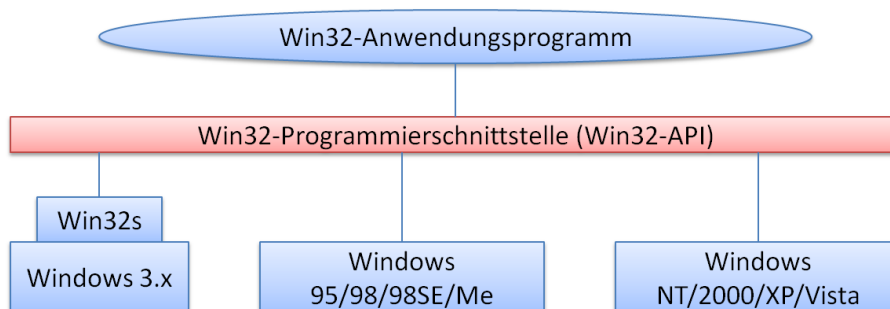 Win32-Anwendungsprogramm
Win32-Programmierschnittstelle (Win32-API)
Win32s
Windows 3.x
Windows
95/98/98SE/Me
Windows
NT/2000/XP/Vista